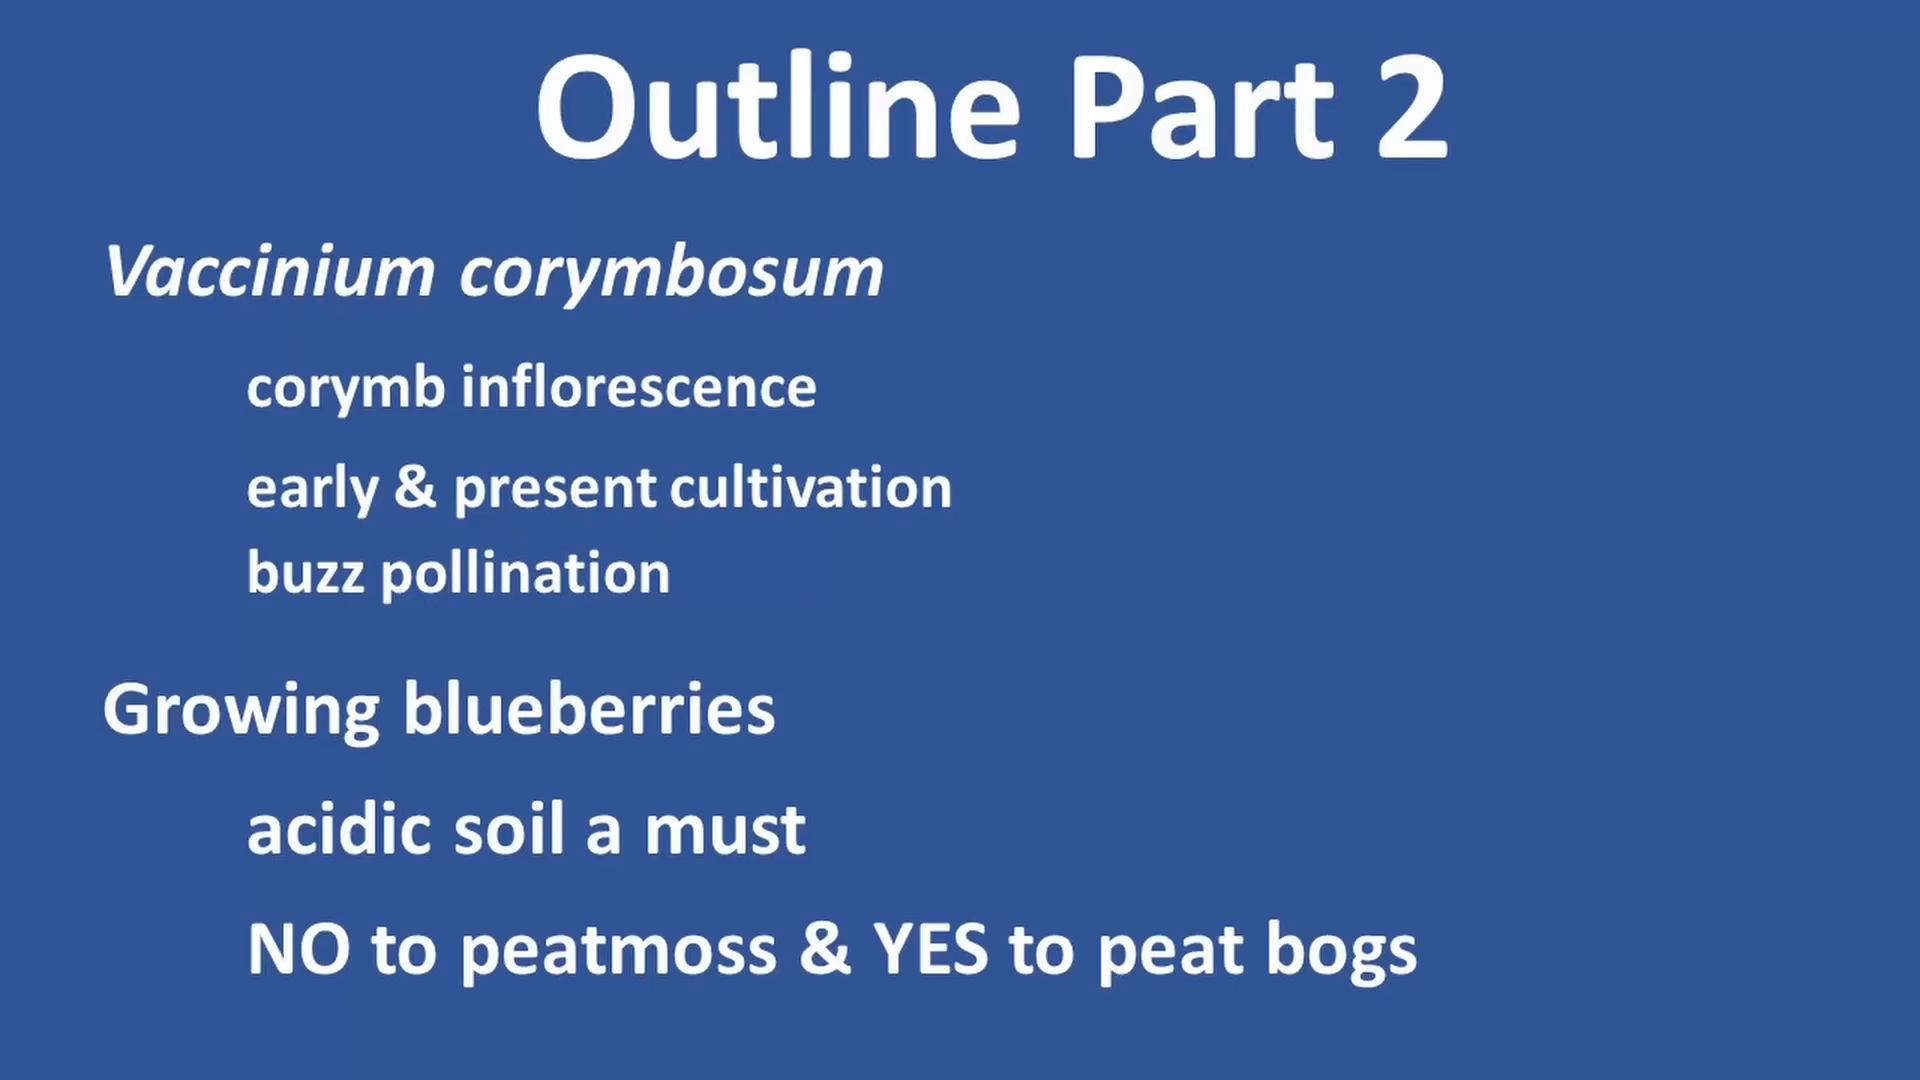 Outline Part 2
Vaccinium corymbosum
corymb inflorescence
early & present cultivation
buzz pollination
Growing blueberries
acidic soil a must
NO to peatmoss & YES to peat bogs